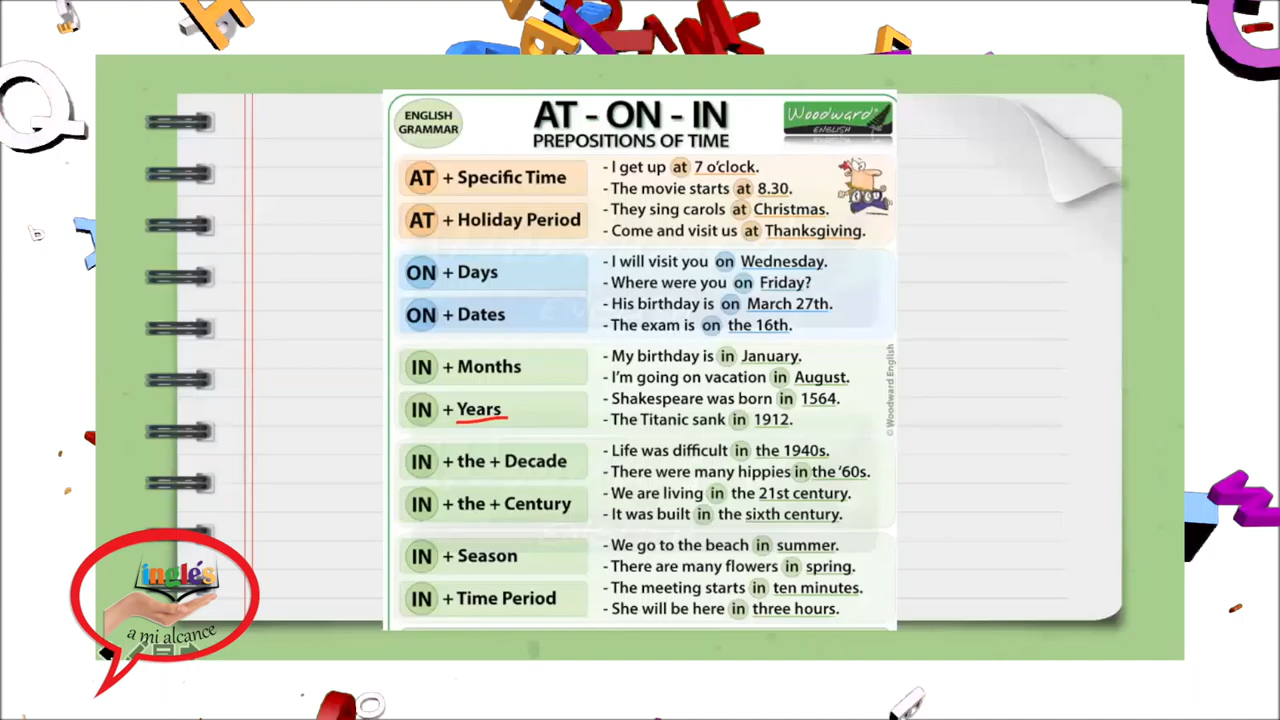 ENGLISH
GRAMMAR
AT - ON - IN
PREPOSITIONS OF TIME
Woodward
ENGLISH
AT + Specific Time
- I get up at 7 o'clock.
- The movie starts at 8.30.
AT + Holiday Period
- They sing carols at Christmas.
- Come and visit us at Thanksgiving.
ON + Days
- I will visit you on Wednesday.
- Where were you on Friday?
ON + Dates
- His birthday is on March 27th.
- The exam is on the 16th.
IN + Months
- My birthday is in January.
- I'm going on vacation in August.
IN + Years
- Shakespeare was born in 1564.
- The Titanic sank in 1912.
IN + the + Decade
- Life was difficult in the 1940s.
- There were many hippies in the '60s.
IN + the + Century
- We are living in the 21st century.
- It was built in the sixth century.
IN + Season
- We go to the beach in summer.
- There are many flowers in spring.
IN + Time Period
- The meeting starts in ten minutes.
- She will be here in three hours.
© Woodward English
inglés
a mi alcance